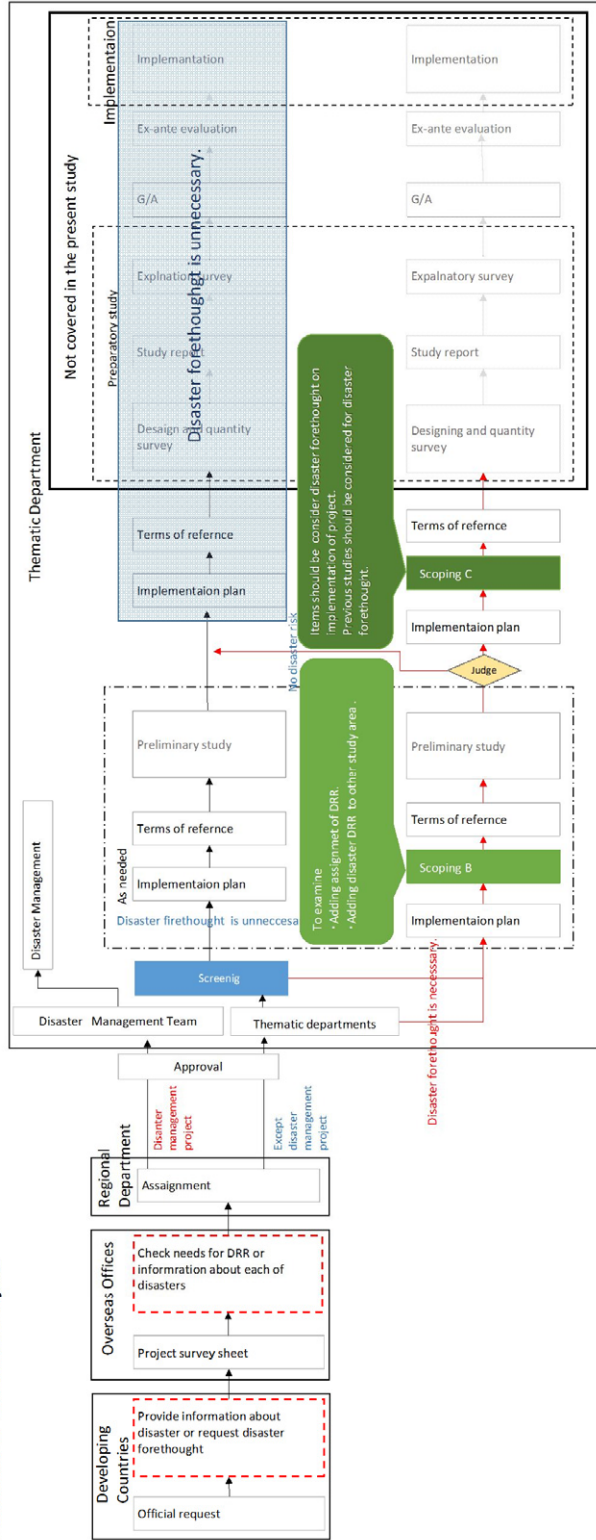 Thematic Department
Not covered in the present study
Implementaion
Implemantation
Ex-ante evaluation
G/A
Preparatory study
Explnation survey
Study report
Desaign and quantity
survey
Disaster forethoughgt is unnecessary.
Terms of refernce
Implementaion plan
Implementation
Ex-ante evaluation
G/A
Expalnatory survey
Study report
Designing and quantity
survey
Terms of refernce
Scoping C
Implementaion plan
Items should be consider disaster forethought on
implementation of project.
Previous studies should be considered for disaster
forethought.
No disaster risk
Judge
Preliminary study
Terms of refernce
Implementaion plan
As needed
Disaster firethought is unneccesa
Preliminary study
Terms of refernce
Scoping B
Implementaion plan
To examine
・Adding assignmet of DRR.
・Adding disaster DRR to other study area .
Disaster Management
Screenig
Disaster Management Team
Thematic departments
Disaster forethought is necesssary.
Approval
Disanter
management
project
Except
disaster
management
project
Regional
Department
Assaignment
Overseas Offices
Check needs for DRR or
informration about each of
disasters
Project survey sheet
Developing
Countries
Provide information about
disaster or request disaster
forethought
Official request